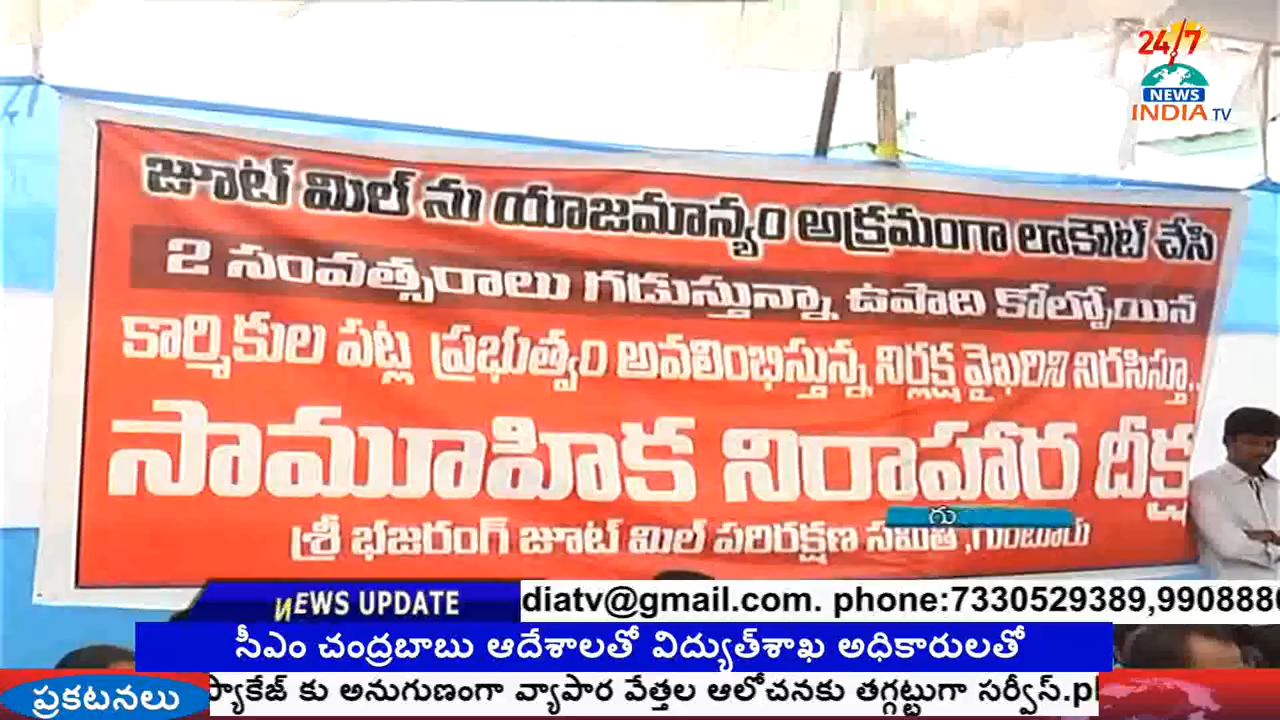 24/7
NEWS
INDIA TV
జూట్ మిల్ ను యాజమాన్యం అక్రమంగా లాకౌట్ చేసి
2 సంవత్సరాలు గడుస్తున్నా ఉపాది కోల్పోయిన
కార్మికుల పట్ల ప్రభుత్వం అవలింభిస్తున్న నిర్లక్ష వైఖరిని నిరసిస్తూ..
సామూహిక నిరాహార దీక్ష
గు
శ్రీ భజరంగ్ జూట్ మిల్ పరిరక్షణ సమితి ,గుంటూరు
NEWS UPDATE
diatv@gmail.com. phone:7330529389,9908880
సీఎం చంద్రబాబు ఆదేశాలతో విద్యుత్‌శాఖ అధికారులతో
ప్రకటనలు
ప్యాకేజ్ కు అనుగుణంగా వ్యాపార వేత్తల ఆలోచనకు తగ్గట్టుగా సర్వీస్.pl